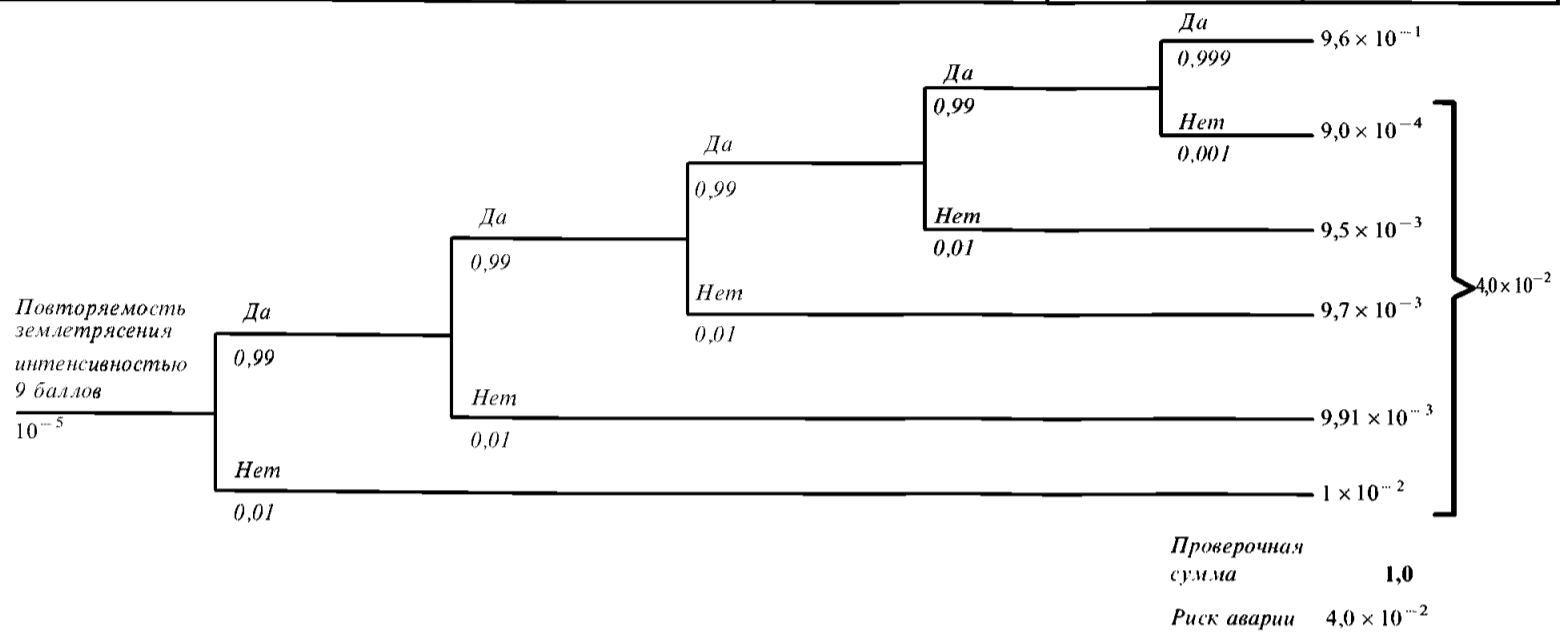 Да
0,999
9,6 × 10⁻¹
Да
0,99
Нет
0,001
9,0 × 10⁻⁴
Да
0,99
Нет
0,01
9,5 × 10⁻³
Да
0,99
Нет
0,01
9,7 × 10⁻³
4,0 × 10⁻²
Повторяемость
землетрясения
интенсивностью
9 баллов
10⁻⁵
Да
0,99
Нет
0,01
9,91 × 10⁻³
Нет
0,01
1 × 10⁻²
Проверочная
сумма 1,0
Риск аварии 4,0 × 10⁻²